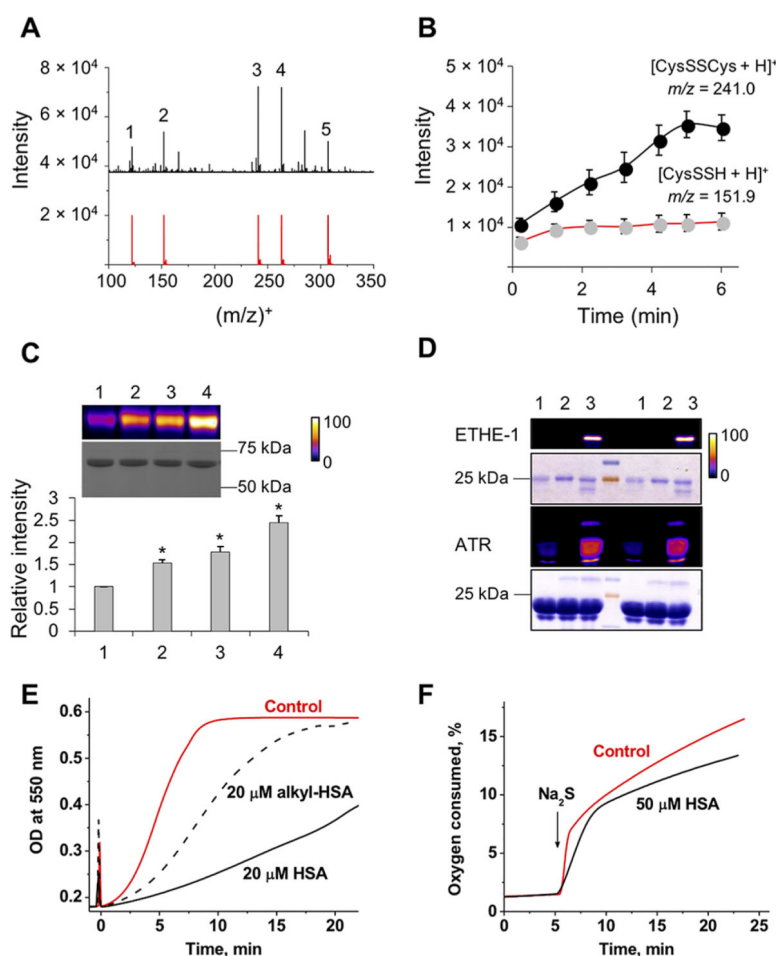 A
8 × 10⁴
6 × 10⁴
4 × 10⁴
2 × 10⁴
Intensity
1
2
3
4
5
100 150 200 250 300 350
(m/z)⁺
B
5 × 10⁴
4 × 10⁴
3 × 10⁴
2 × 10⁴
1 × 10⁴
0
Intensity
[CysSSCys + H]⁺
m/z = 241.0
[CysSSH + H]⁺
m/z = 151.9
0 2 4 6
Time (min)
C
1 2 3 4
100
0
75 kDa
50 kDa
Relative intensity
3
2.5
2
1.5
1
0.5
0
* * *
1 2 3 4
D
1 2 3 1 2 3
ETHE-1
100
0
25 kDa
ATR
100
0
25 kDa
E
OD at 550 nm
0.6
0.5
0.4
0.3
0.2
Control
20 µM alkyl-HSA
20 µM HSA
0 5 10 15 20
Time, min
F
Oxygen consumed, %
15
10
5
0
Control
Na₂S
50 µM HSA
0 5 10 15 20 25
Time, min